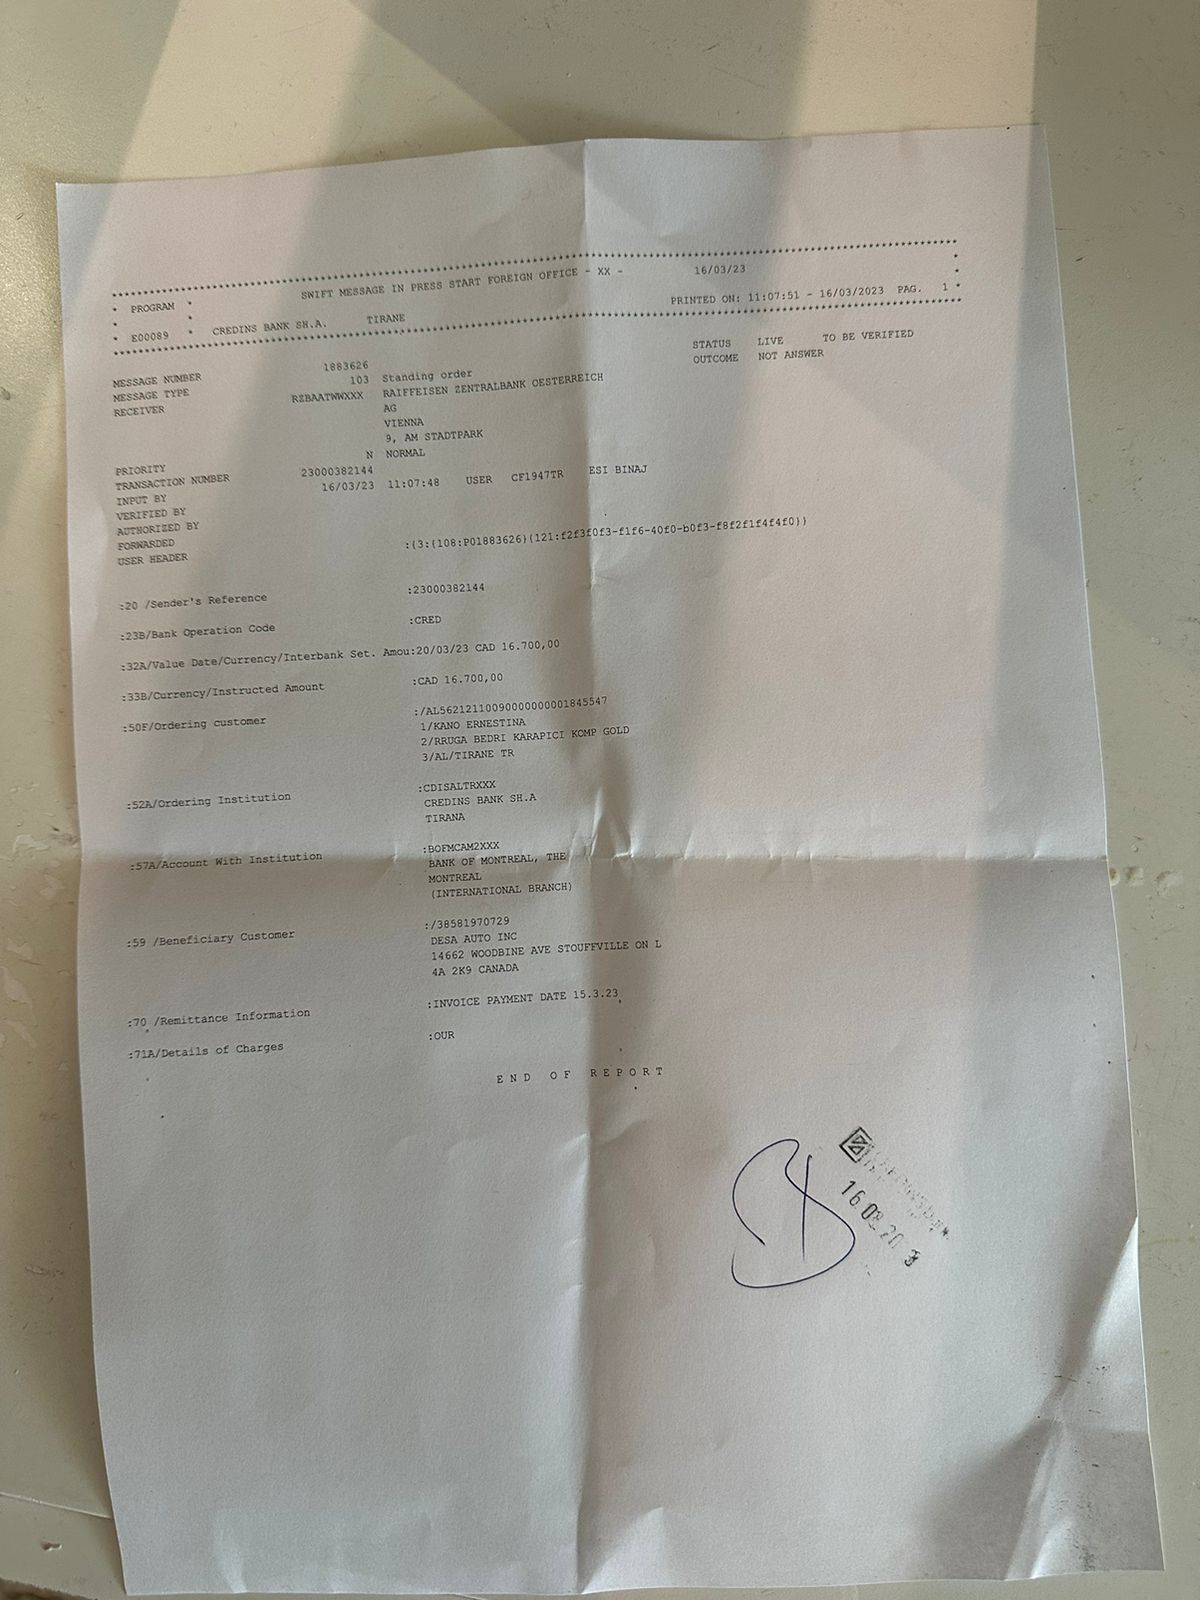 SWIFT MESSAGE IN PRESS START FOREIGN OFFICE - XX - 16/03/23
* PROGRAM *
PRINTED ON: 11:07:51 - 16/03/2023 PAG. 1 *
* E00089 * CREDINS BANK SH.A. TIRANE
STATUS LIVE TO BE VERIFIED
OUTCOME NOT ANSWER
MESSAGE NUMBER 1883626
MESSAGE TYPE 103 Standing order
RECEIVER RZBAATWWXXX RAIFFEISEN ZENTRALBANK OESTERREICH
AG
VIENNA
9, AM STADTPARK
PRIORITY N NORMAL
TRANSACTION NUMBER 23000382144
INPUT BY 16/03/23 11:07:48 USER CF1947TR ESI BINAJ
VERIFIED BY
AUTHORIZED BY
FORWARDED
USER HEADER :{3:{108:P01883626}{121:f2f3f0f3-f1f6-40f0-b0f3-f8f2f1f4f4f0}}
:20 /Sender's Reference :23000382144
:23B/Bank Operation Code :CRED
:32A/Value Date/Currency/Interbank Set. Amou:20/03/23 CAD 16.700,00
:33B/Currency/Instructed Amount :CAD 16.700,00
:50F/Ordering customer :/AL56212110090000000001845547
1/KANO ERNESTINA
2/RRUGA BEDRI KARAPICI KOMP GOLD
3/AL/TIRANE TR
:52A/Ordering Institution :CDISALTRXXX
CREDINS BANK SH.A
TIRANA
:57A/Account With Institution :BOFMCAM2XXX
BANK OF MONTREAL, THE
MONTREAL
(INTERNATIONAL BRANCH)
:59 /Beneficiary Customer :/38581970729
DESA AUTO INC
14662 WOODBINE AVE STOUFFVILLE ON L
4A 2K9 CANADA
:70 /Remittance Information :INVOICE PAYMENT DATE 15.3.23
:71A/Details of Charges :OUR
END OF REPORT